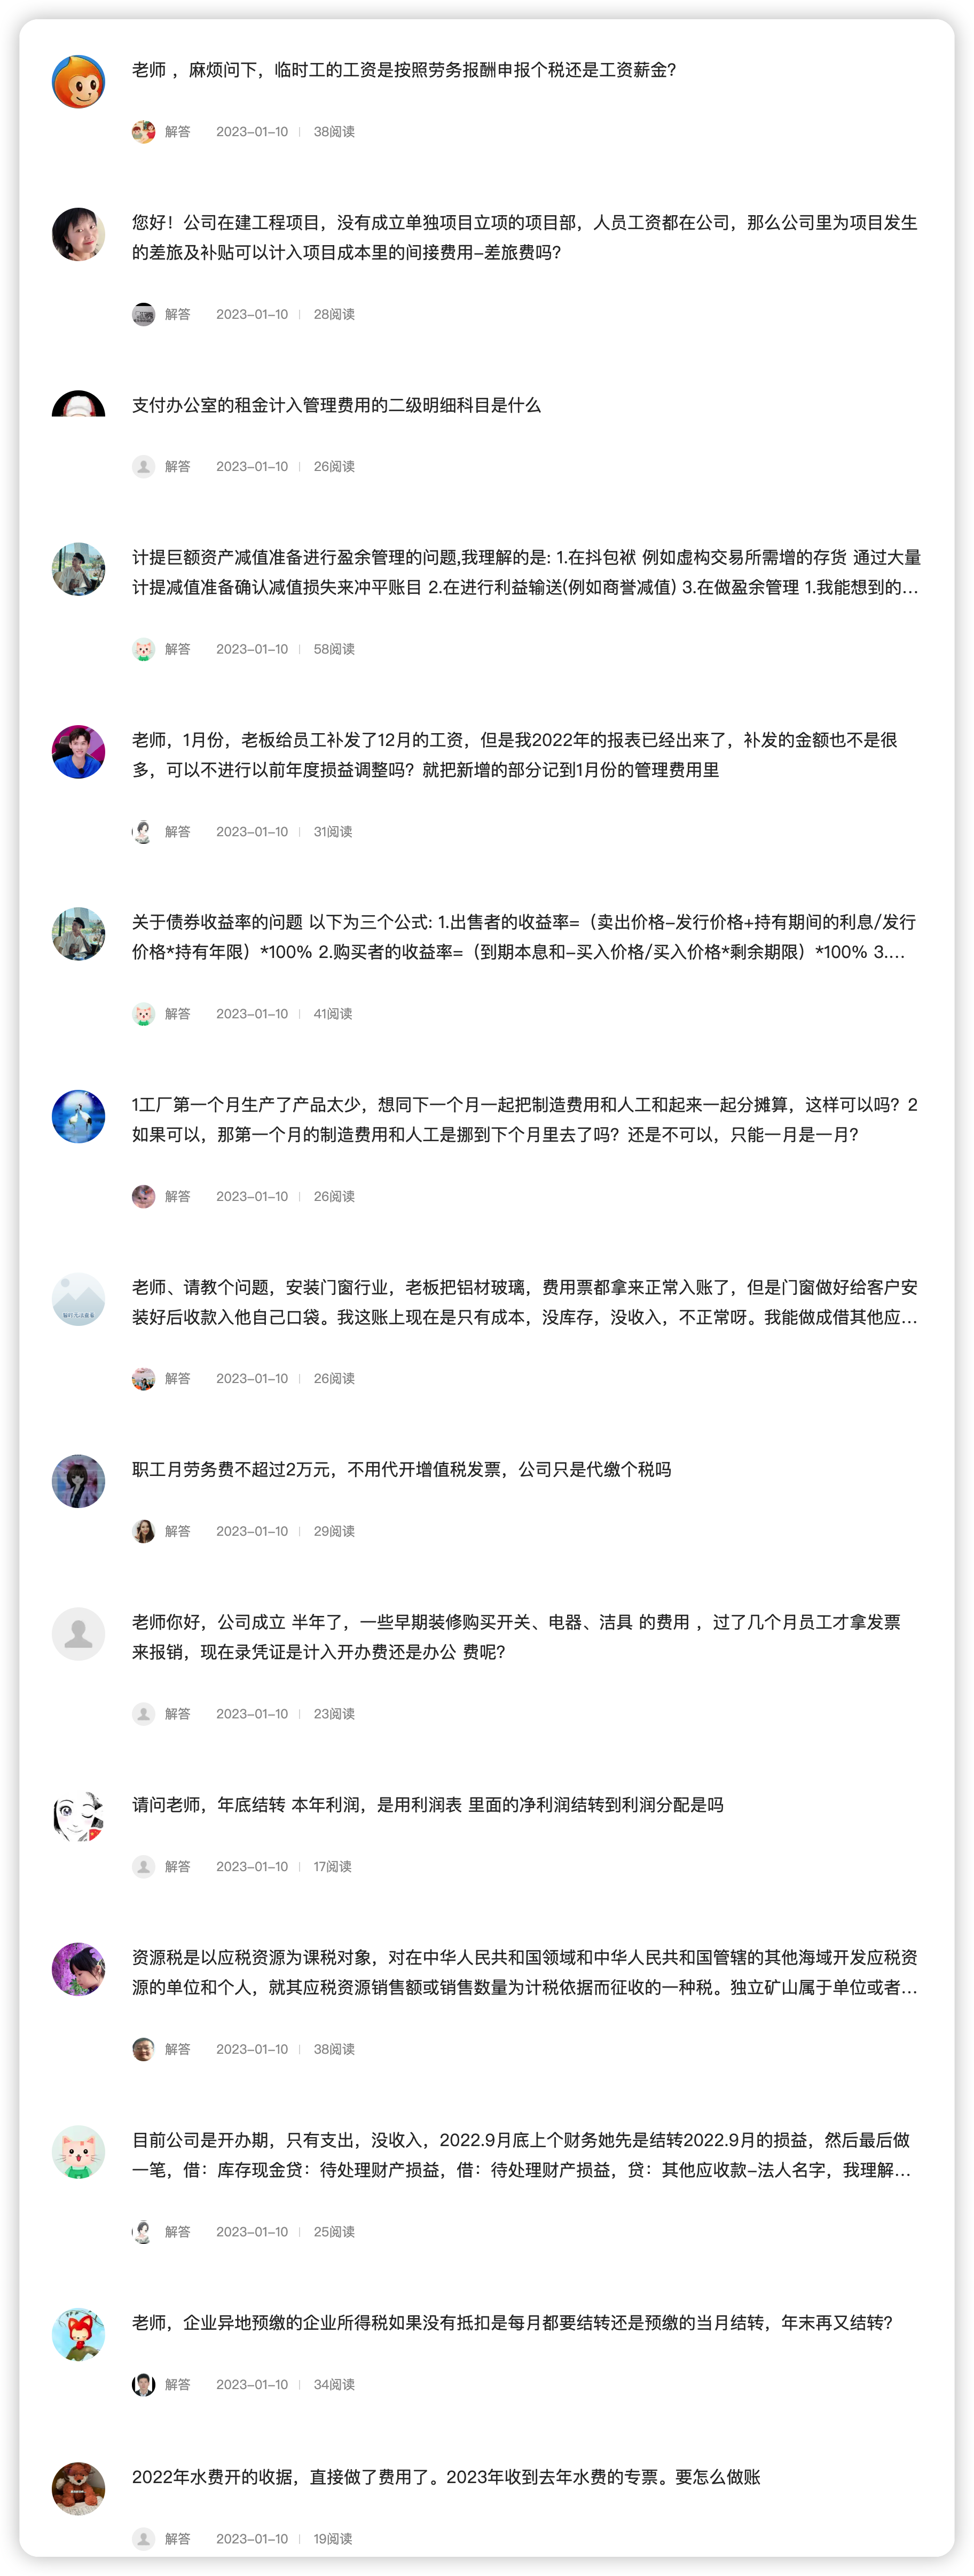 老师 ，麻烦问下，临时工的工资是按照劳务报酬申报个税还是工资薪金？
解答 2023-01-10 38阅读
您好！公司在建工程项目，没有成立单独项目立项的项目部，人员工资都在公司，那么公司里为项目发生
的差旅及补贴可以计入项目成本里的间接费用-差旅费吗？
解答 2023-01-10 28阅读
支付办公室的租金计入管理费用的二级明细科目是什么
解答 2023-01-10 26阅读
计提巨额资产减值准备进行盈余管理的问题,我理解的是: 1.在抖包袱 例如虚构交易所需增的存货 通过大量
计提减值准备确认减值损失来冲平账目 2.在进行利益输送(例如商誉减值) 3.在做盈余管理 1.我能想到的...
解答 2023-01-10 58阅读
老师，1月份，老板给员工补发了12月的工资，但是我2022年的报表已经出来了，补发的金额也不是很
多，可以不进行以前年度损益调整吗？就把新增的部分记到1月份的管理费用里
解答 2023-01-10 31阅读
关于债券收益率的问题 以下为三个公式: 1.出售者的收益率=（卖出价格-发行价格+持有期间的利息/发行
价格*持有年限）*100% 2.购买者的收益率=（到期本息和-买入价格/买入价格*剩余期限）*100% 3....
解答 2023-01-10 41阅读
1工厂第一个月生产了产品太少，想同下一个月一起把制造费用和人工和起来一起分摊算，这样可以吗？2
如果可以，那第一个月的制造费用和人工是挪到下个月里去了吗？还是不可以，只能一月是一月？
解答 2023-01-10 26阅读
老师、请教个问题，安装门窗行业，老板把铝材玻璃，费用票都拿来正常入账了，但是门窗做好给客户安
装好后收款入他自己口袋。我这账上现在是只有成本，没库存，没收入，不正常呀。我能做成借其他应...
解答 2023-01-10 26阅读
职工月劳务费不超过2万元，不用代开增值税发票，公司只是代缴个税吗
解答 2023-01-10 29阅读
老师你好，公司成立 半年了，一些早期装修购买开关、电器、洁具 的费用 ，过了几个月员工才拿发票
来报销，现在录凭证是计入开办费还是办公 费呢？
解答 2023-01-10 23阅读
请问老师，年底结转 本年利润，是用利润表 里面的净利润结转到利润分配是吗
解答 2023-01-10 17阅读
资源税是以应税资源为课税对象，对在中华人民共和国领域和中华人民共和国管辖的其他海域开发应税资
源的单位和个人，就其应税资源销售额或销售数量为计税依据而征收的一种税。独立矿山属于单位或者...
解答 2023-01-10 38阅读
目前公司是开办期，只有支出，没收入，2022.9月底上个财务她先是结转2022.9月的损益，然后最后做
一笔，借：库存现金贷：待处理财产损益，借：待处理财产损益，贷：其他应收款-法人名字，我理解...
解答 2023-01-10 25阅读
老师，企业异地预缴的企业所得税如果没有抵扣是每月都要结转还是预缴的当月结转，年末再又结转？
解答 2023-01-10 34阅读
2022年水费开的收据，直接做了费用了。2023年收到去年水费的专票。要怎么做账
解答 2023-01-10 19阅读